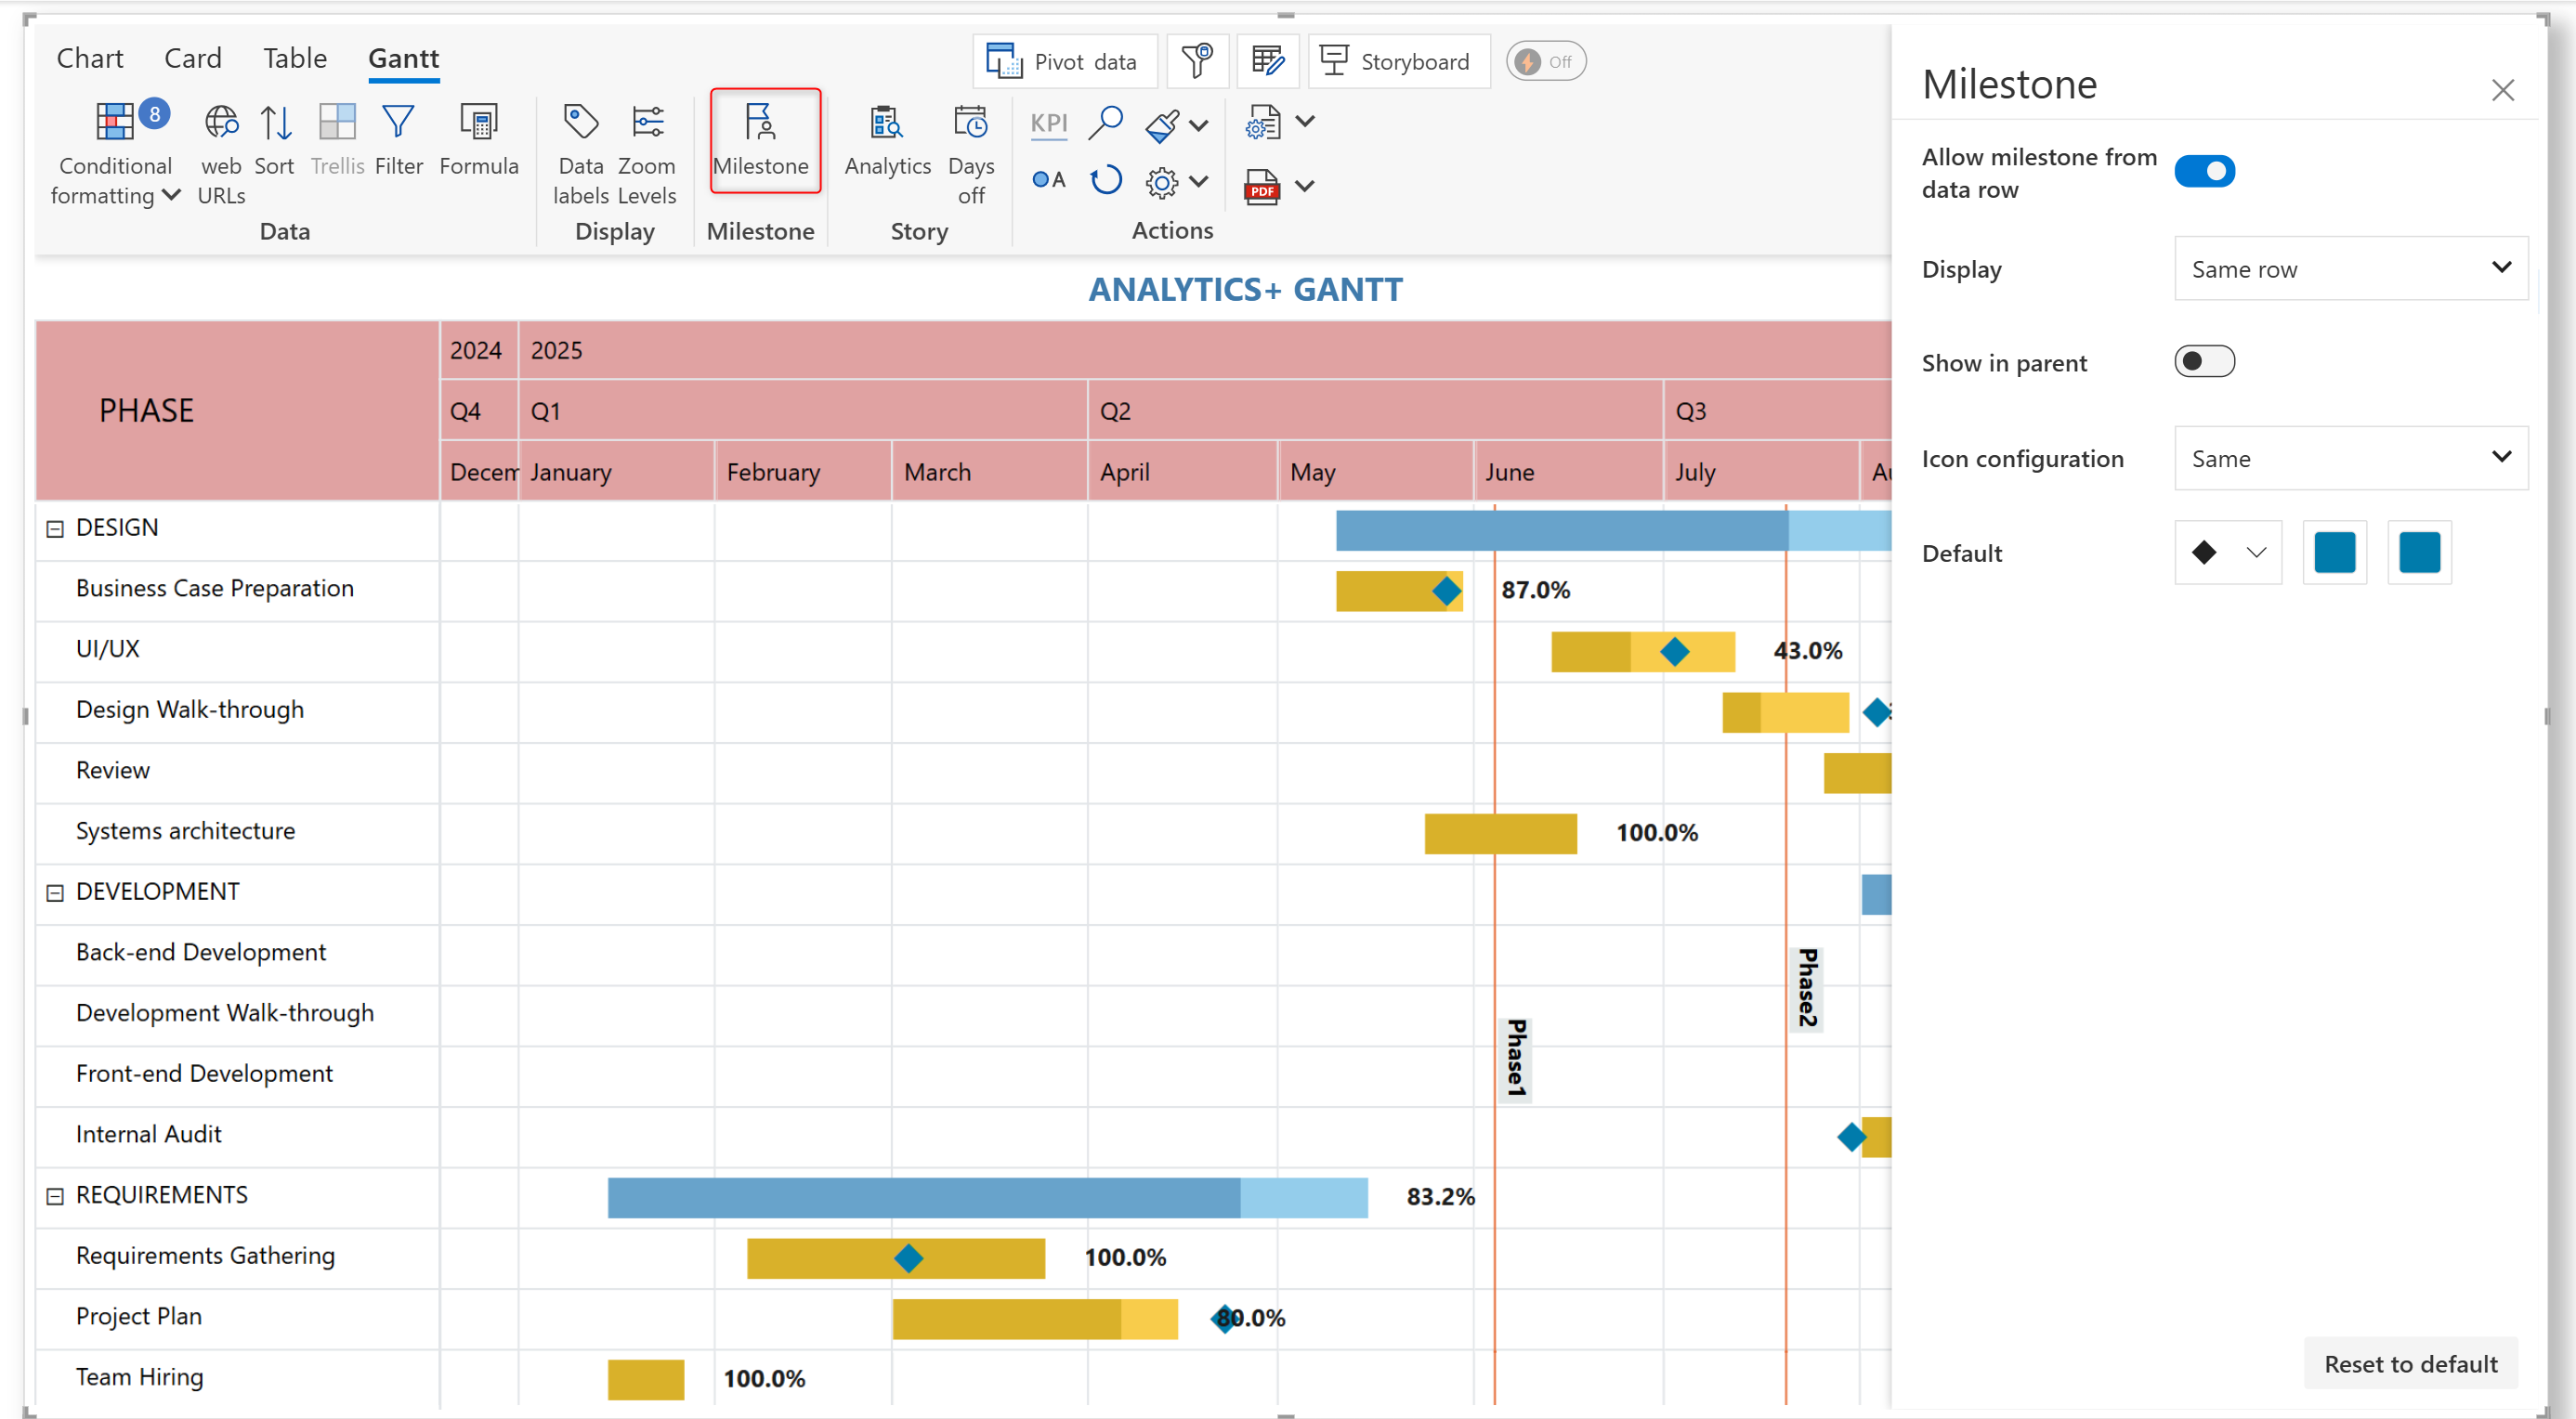 Chart Card Table Gantt
Pivot data
Storyboard
Off
8
Conditional formatting
web URLs
Sort
Trellis
Filter
Formula
Data labels
Zoom Levels
Milestone
Analytics
Days off
KPI
A
PDF
Data
Display
Milestone
Story
Actions
ANALYTICS+ GANTT
PHASE
2024 2025
Q4 Q1 Q2 Q3
Decem January February March April May June July Au
DESIGN
Business Case Preparation 87.0%
UI/UX 43.0%
Design Walk-through
Review
Systems architecture 100.0%
DEVELOPMENT
Back-end Development
Development Walk-through
Front-end Development
Internal Audit
Phase1
Phase2
REQUIREMENTS 83.2%
Requirements Gathering 100.0%
Project Plan 80.0%
Team Hiring 100.0%
Milestone
Allow milestone from
data row
Display Same row
Show in parent
Icon configuration Same
Default
Reset to default